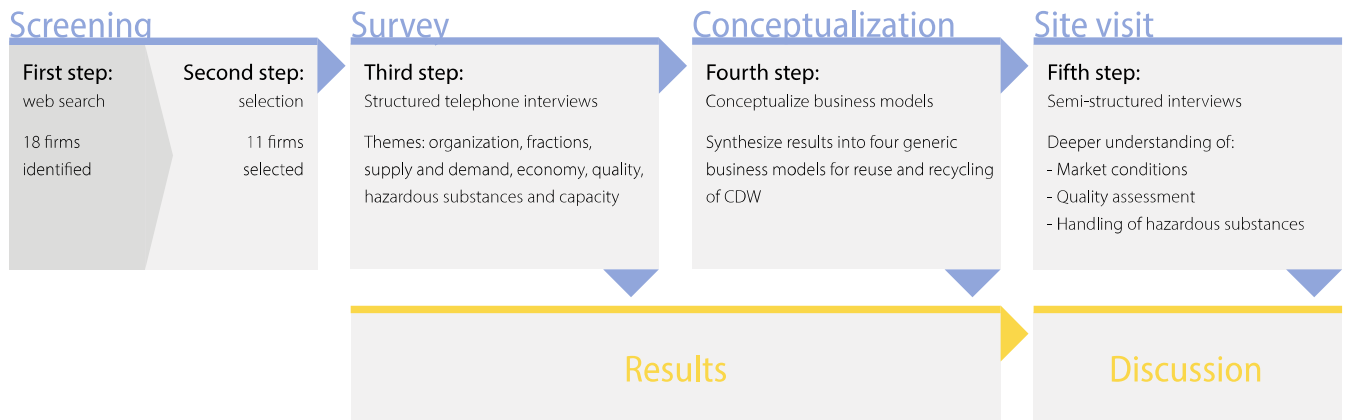 Screening
First step:
web search
18 firms
identified
Second step:
selection
11 firms
selected
Survey
Third step:
Structured telephone interviews
Themes: organization, fractions,
supply and demand, economy, quality,
hazardous substances and capacity
Conceptualization
Fourth step:
Conceptualize business models
Synthesize results into four generic
business models for reuse and recycling
of CDW
Site visit
Fifth step:
Semi-structured interviews
Deeper understanding of:
- Market conditions
- Quality assessment
- Handling of hazardous substances
Results
Discussion